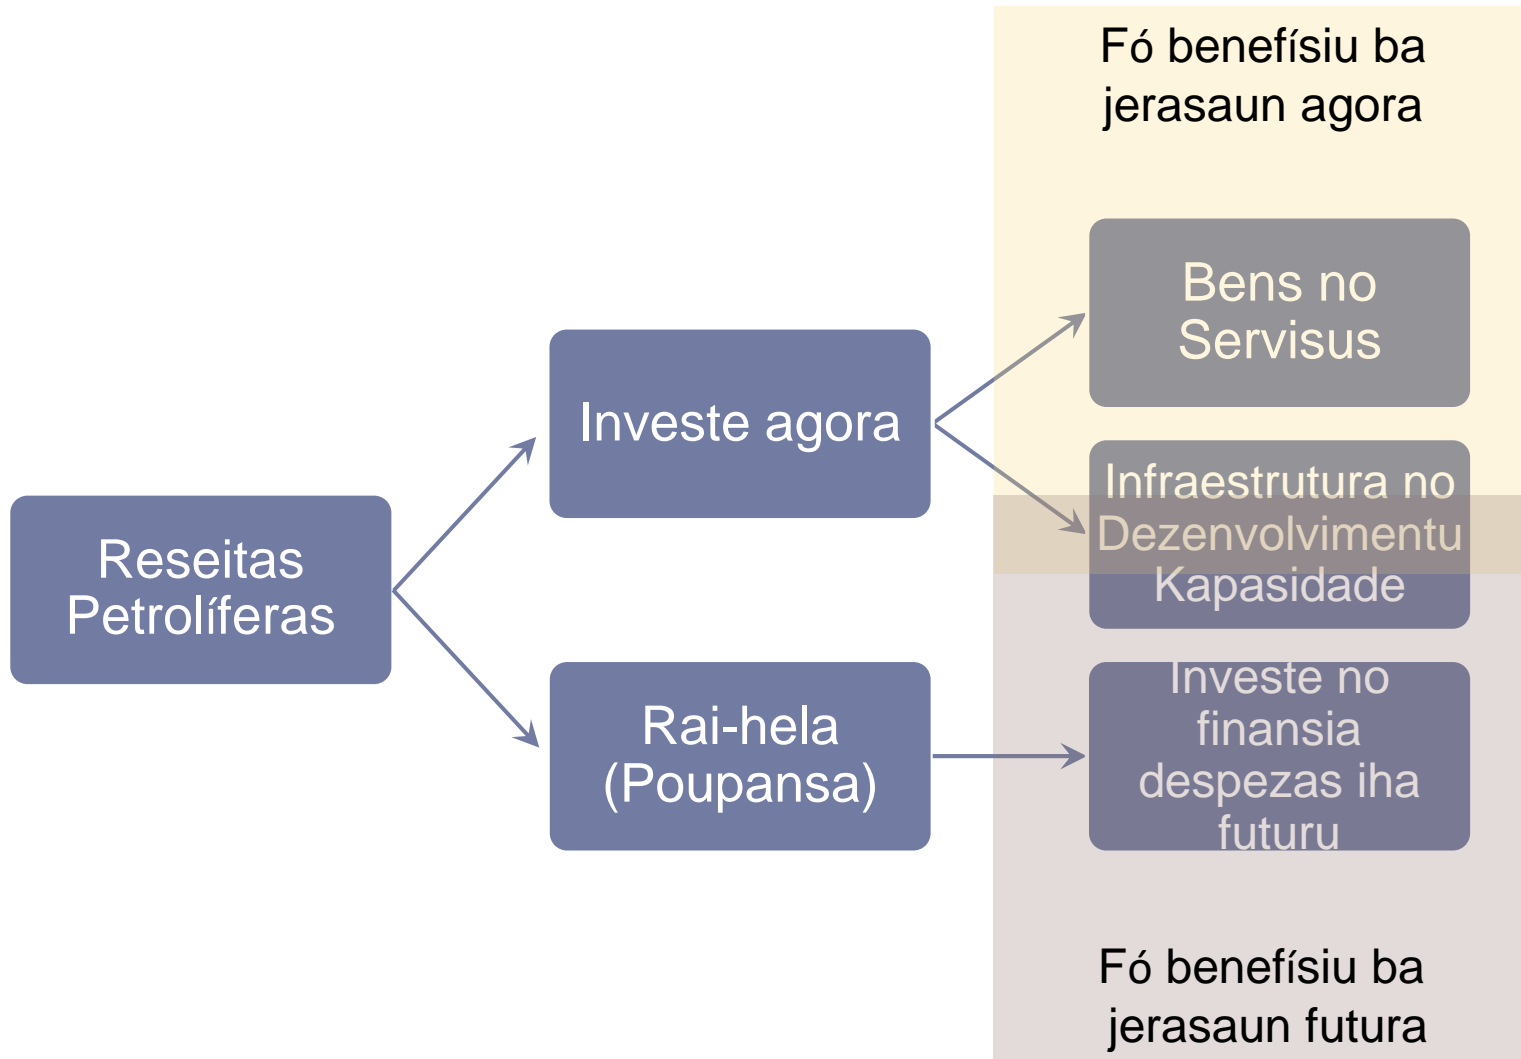 Fó benefísiu ba
jerasaun agora
Bens no
Servisus
Investe agora
Infraestrutura no
Dezenvolvimentu
Kapasidade
Reseitas
Petrolíferas
Rai-hela
(Poupansa)
Investe no
finansia
despezas iha
futuru
Fó benefísiu ba
jerasaun futura